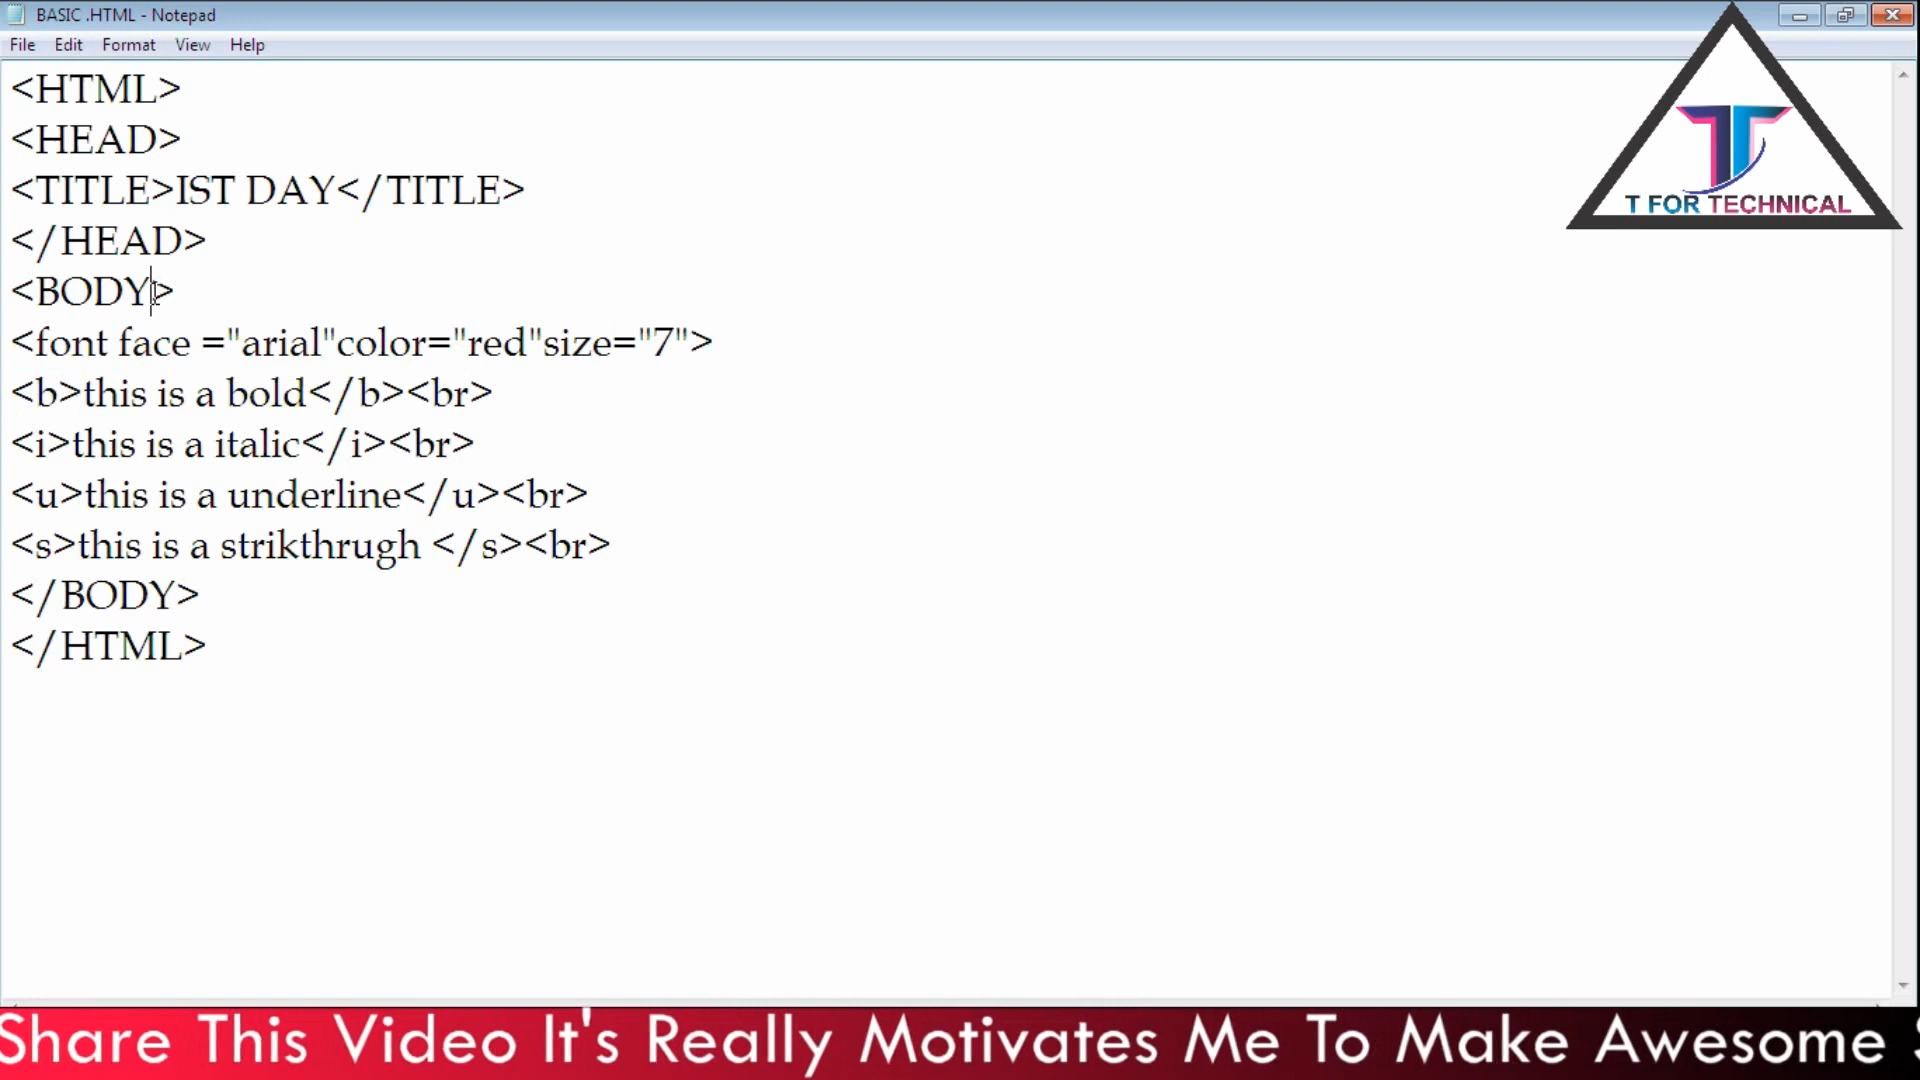 BASIC .HTML - Notepad
File Edit Format View Help
<HTML>
<HEAD>
<TITLE>IST DAY</TITLE>
</HEAD>
<BODY>
<font face ="arial"color="red"size="7">
<b>this is a bold</b><br>
<i>this is a italic</i><br>
<u>this is a underline</u><br>
<s>this is a strikthrugh </s><br>
</BODY>
</HTML>
T FOR TECHNICAL
Share This Video It's Really Motivates Me To Make Awesome